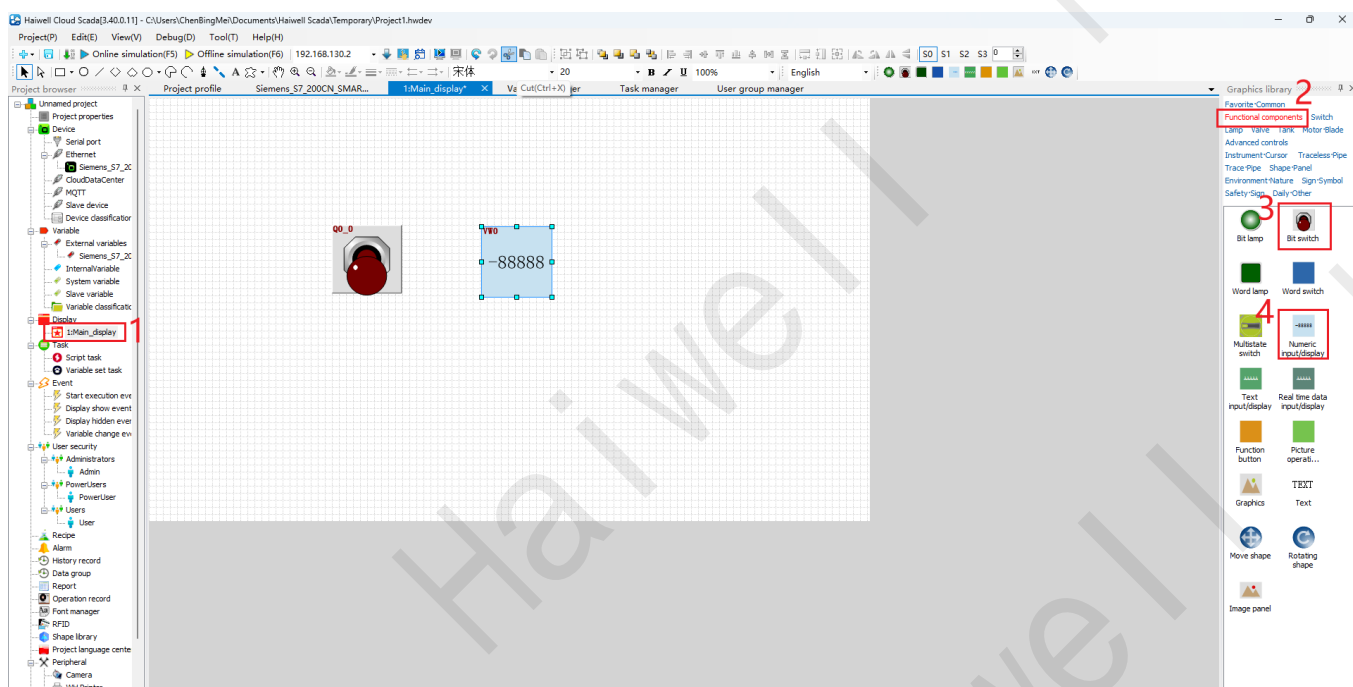 Haiwell Cloud Scada[3.40.0.11] - C:\Users\ChenBingMei\Documents\Haiwell Scada\Temporary\Project1.hwdev
Project(P) Edit(E) View(V) Debug(D) Tool(T) Help(H)
Online simulation(F5) Offline simulation(F6) 192.168.130.2 S0 S1 S2 S3 0
A 宋体 20 B I U 100% English
Project browser
Project profile Siemens_S7_200CN_SMAR... 1:Main_display* Va Cut(Ctrl+X) er Task manager User group manager
Graphics library
2
Unnamed project
Project properties
Device
Serial port
Ethernet
Siemens_S7_20
CloudDataCenter
MQTT
Slave device
Device classification
Variable
External variables
Siemens_S7_20
InternalVariable
System variable
Slave variable
Variable classificatio
Display
1:Main_display
1
Task
Script task
Variable set task
Event
Start execution eve
Display show event
Display hidden ever
Variable change eve
User security
Administrators
Admin
PowerUsers
PowerUser
Users
User
Recipe
Alarm
History record
Data group
Report
Operation record
Font manager
RFID
Shape library
Project language cente
Peripheral
Camera
Q0_0
VW0
-88888
Favorite·Common
Functional components Switch
Lamp Valve Tank Motor·Blade
Advanced controls
Instrument·Cursor Traceless·Pipe
Trace·Pipe Shape·Panel
Environment·Nature Sign·Symbol
Safety·Sign Daily·Other
3
Bit lamp Bit switch
Word lamp Word switch
4
Multistate switch
Numeric input/display
Text input/display
Real time data input/display
Function button
Picture operati...
Graphics
TEXT
Text
Move shape
Rotating shape
Image panel
Haiwell